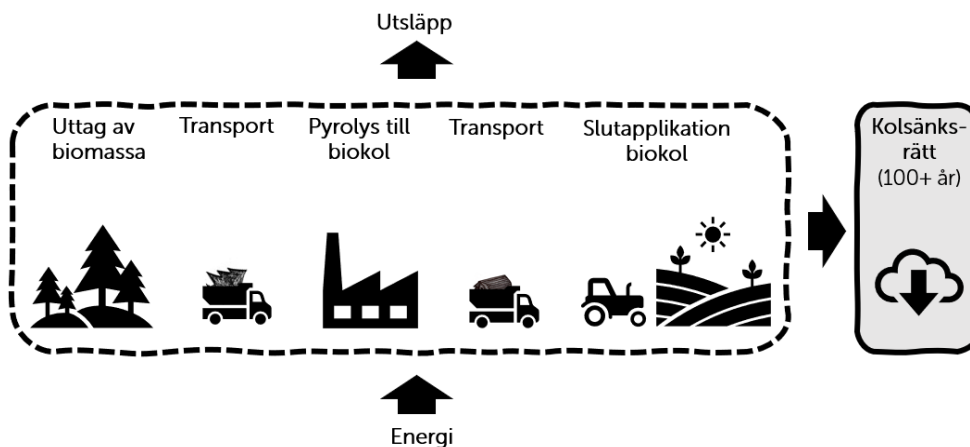 Utsläpp
Uttag av
biomassa
Transport
Pyrolys till
biokol
Transport
Slutapplikation
biokol
Kolsänks-
rätt
(100+ år)
Energi